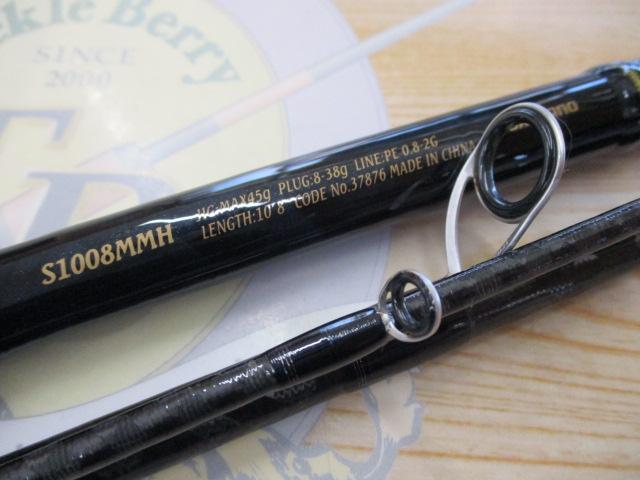 ckle Berry
SINCE
2000
S1008MMH
JIG:MAX45g PLUG:8-38g LINE:PE 0.8-2G
LENGTH:10'8" CODE No.37876 MADE IN CHINA